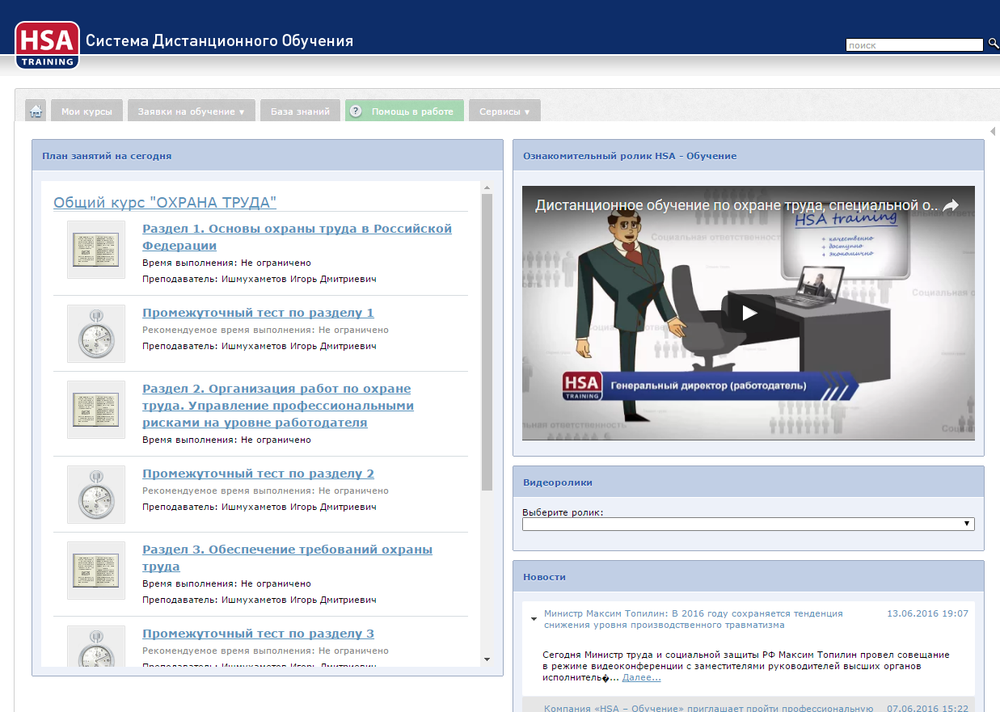 HSA
TRAINING
Система Дистанционного Обучения
поиск
Мои курсы
Заявки на обучение ▾
База знаний
? Помощь в работе
Сервисы ▾
План занятий на сегодня
Общий курс "ОХРАНА ТРУДА"
Раздел 1. Основы охраны труда в Российской
Федерации
Время выполнения: Не ограничено
Преподаватель: Ишмухаметов Игорь Дмитриевич
Промежуточный тест по разделу 1
Рекомендуемое время выполнения: Не ограничено
Преподаватель: Ишмухаметов Игорь Дмитриевич
Раздел 2. Организация работ по охране
труда. Управление профессиональными
рисками на уровне работодателя
Время выполнения: Не ограничено
Промежуточный тест по разделу 2
Рекомендуемое время выполнения: Не ограничено
Преподаватель: Ишмухаметов Игорь Дмитриевич
Раздел 3. Обеспечение требований охраны
труда
Время выполнения: Не ограничено
Преподаватель: Ишмухаметов Игорь Дмитриевич
Промежуточный тест по разделу 3
Рекомендуемое время выполнения: Не ограничено
Преподаватель: Ишмухаметов Игорь Дмитриевич
Ознакомительный ролик HSA - Обучение
Дистанционное обучение по охране труда, специальной о...
HSA training
+ качественно
+ доступно
+ экономично
Социальная ответственность
Социальная о
HSA
TRAINING
Генеральный директор (работодатель)
льная ответственность
Видеоролики
Выберите ролик:
Новости
Министр Максим Топилин: В 2016 году сохраняется тенденция
снижения уровня производственного травматизма
13.06.2016 19:07
Сегодня Министр труда и социальной защиты РФ Максим Топилин провел совещание
в режиме видеоконференции с заместителями руководителей высших органов
исполнитель�... Далее...
Компания «HSA – Обучение» приглашает пройти профессиональную
07.06.2016 15:22